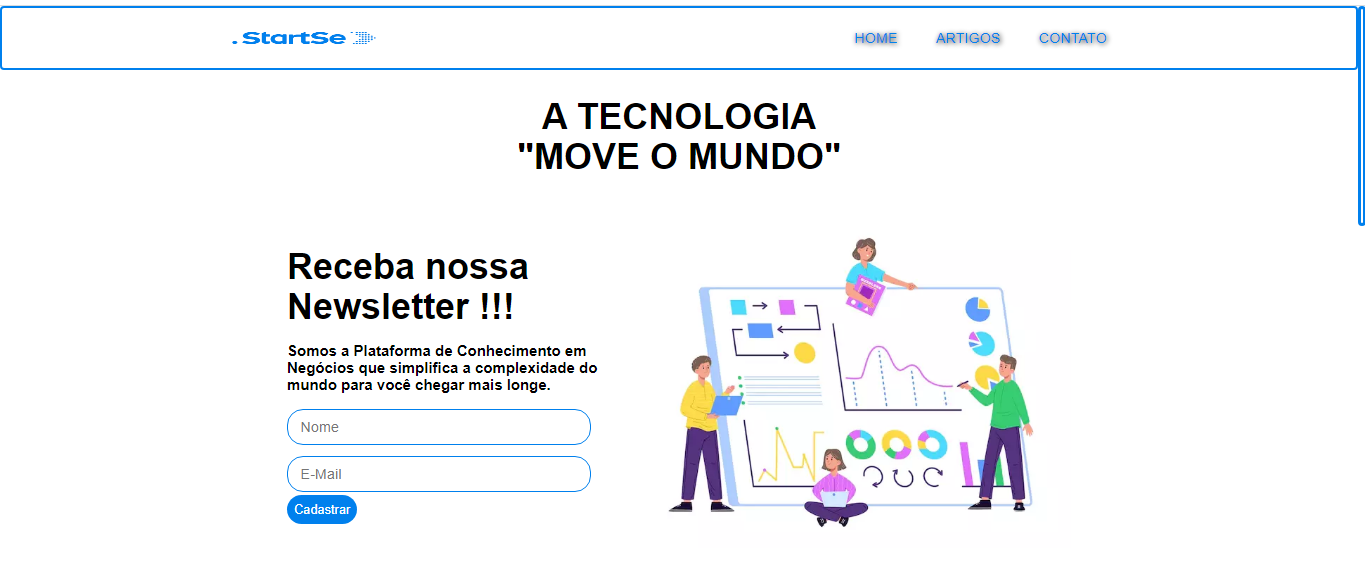 . StartSe
HOME ARTIGOS CONTATO
A TECNOLOGIA
"MOVE O MUNDO"
Receba nossa
Newsletter !!!
Somos a Plataforma de Conhecimento em
Negócios que simplifica a complexidade do
mundo para você chegar mais longe.
Nome
E-Mail
Cadastrar